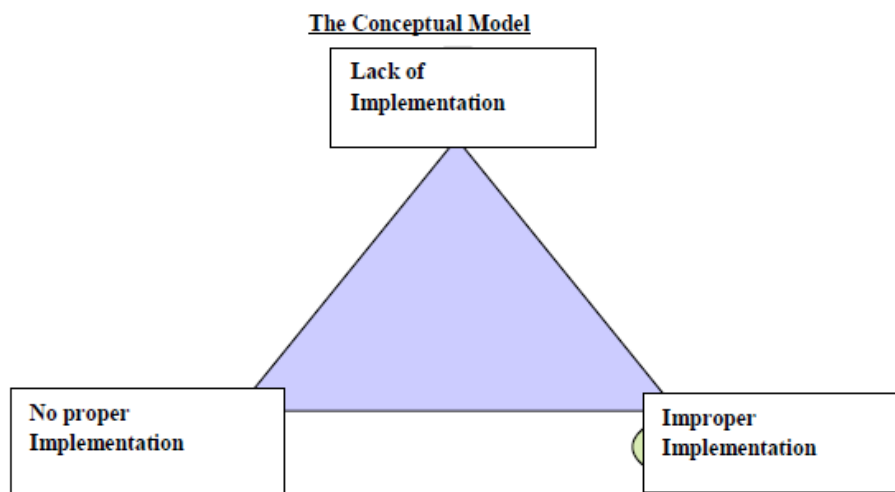 The Conceptual Model
Lack of
Implementation
No proper
Implementation
Improper
Implementation